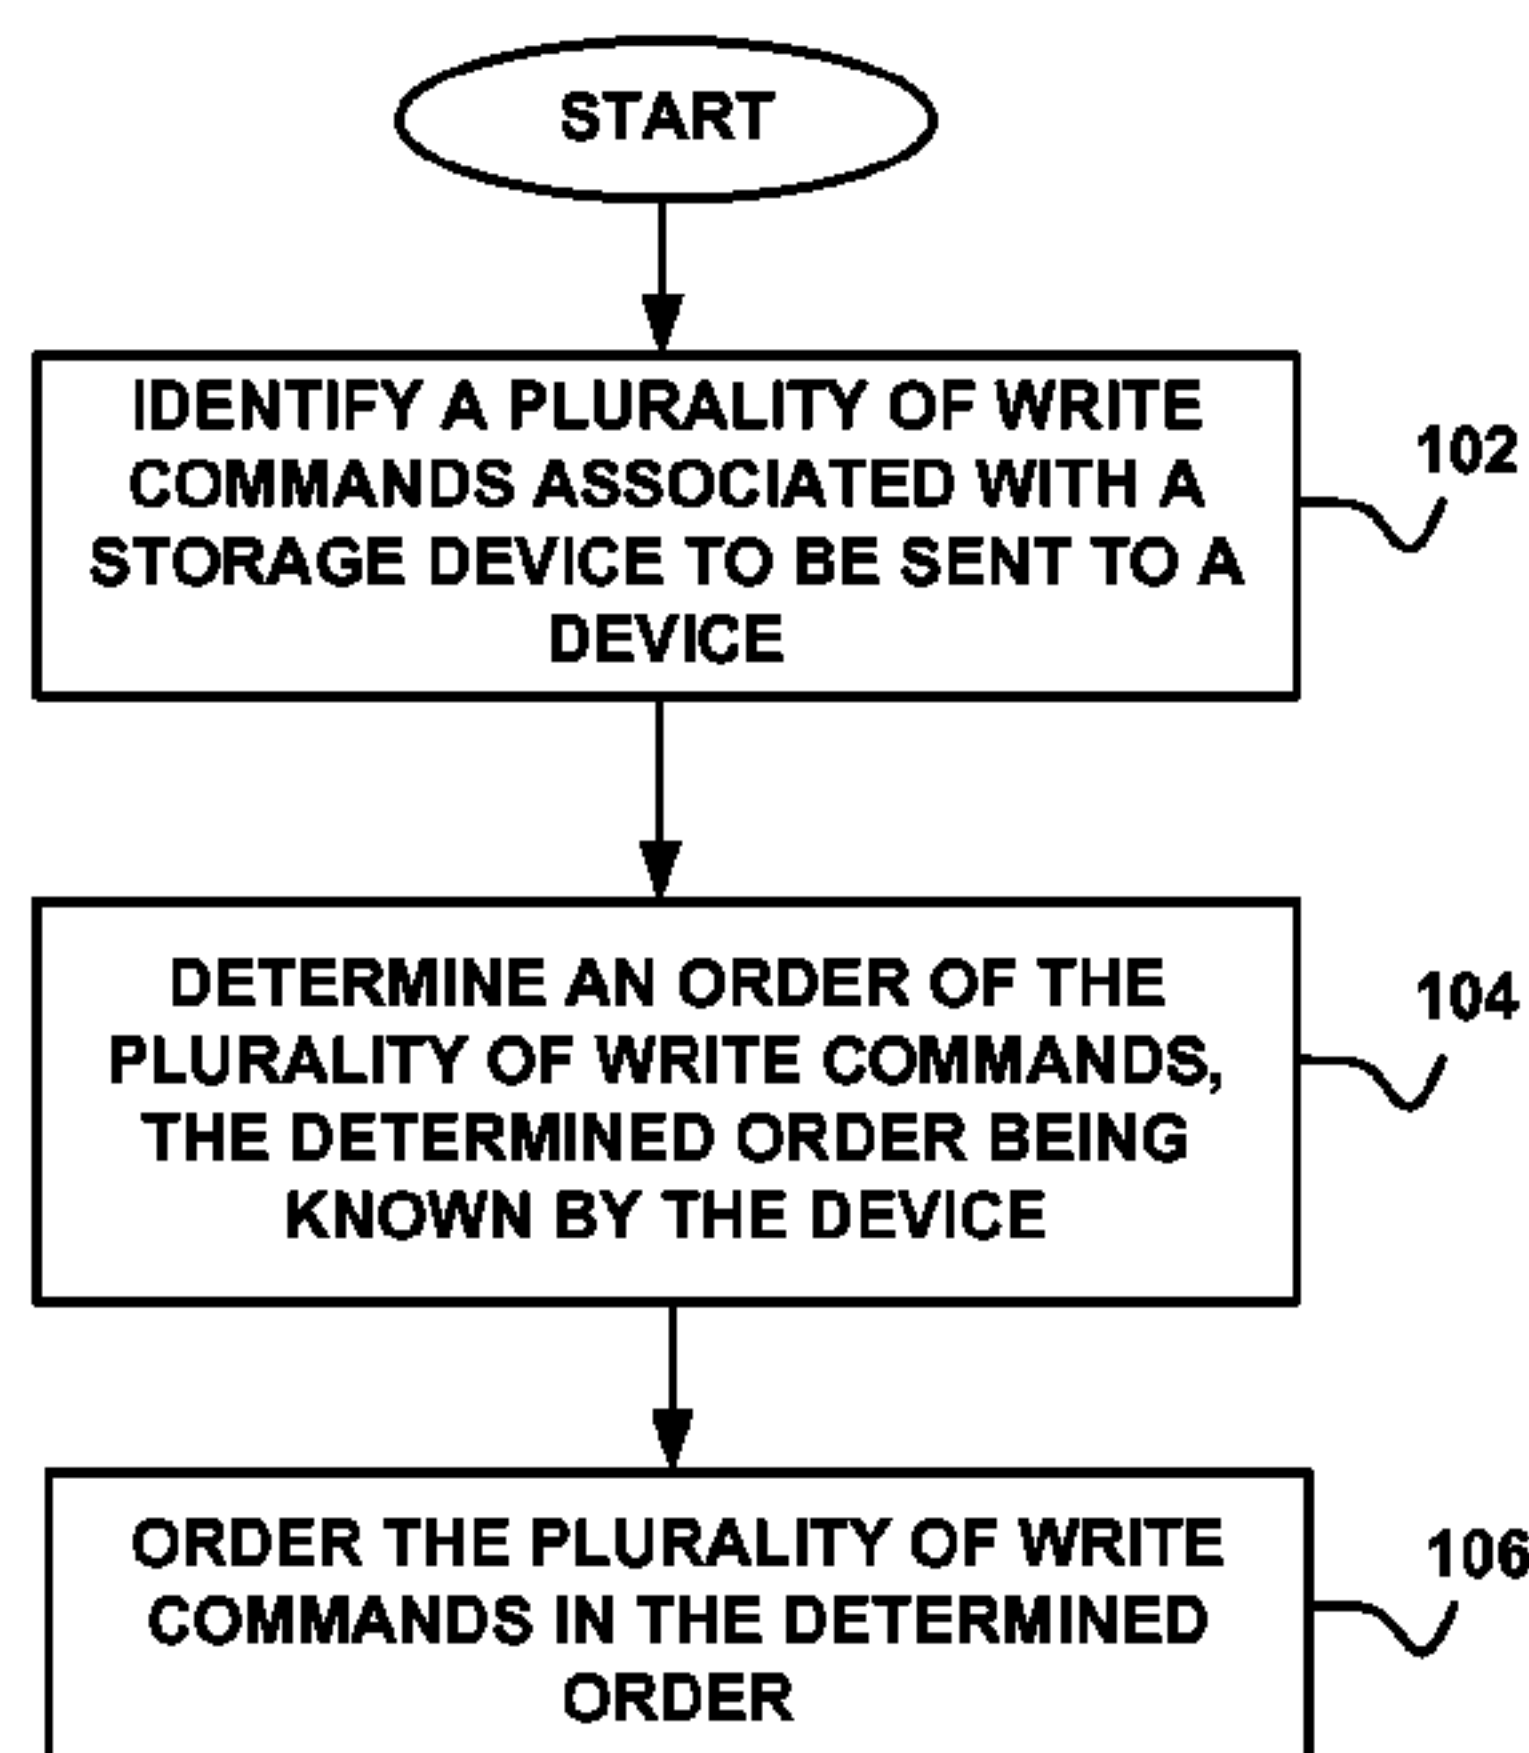 START
IDENTIFY A PLURALITY OF WRITE
COMMANDS ASSOCIATED WITH A
STORAGE DEVICE TO BE SENT TO A
DEVICE
102
DETERMINE AN ORDER OF THE
PLURALITY OF WRITE COMMANDS,
THE DETERMINED ORDER BEING
KNOWN BY THE DEVICE
104
ORDER THE PLURALITY OF WRITE
COMMANDS IN THE DETERMINED
ORDER
106